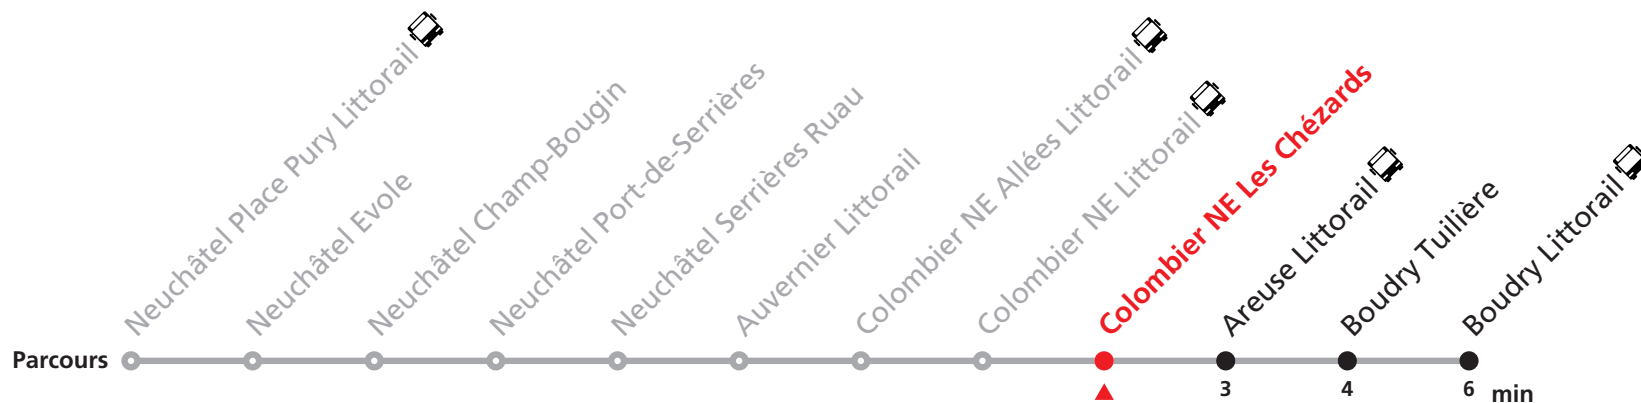 Neuchâtel Place Pury Littorail
Neuchâtel Evole
Neuchâtel Champ-Bougin
Neuchâtel Port-de-Serrières
Neuchâtel Serrières Ruau
Auvernier Littorail
Colombier NE Allées Littorail
Colombier NE Littorail
Colombier NE Les Chézards
Areuse Littorail
Boudry Tuilière
Boudry Littorail
Parcours
3 4 6 min